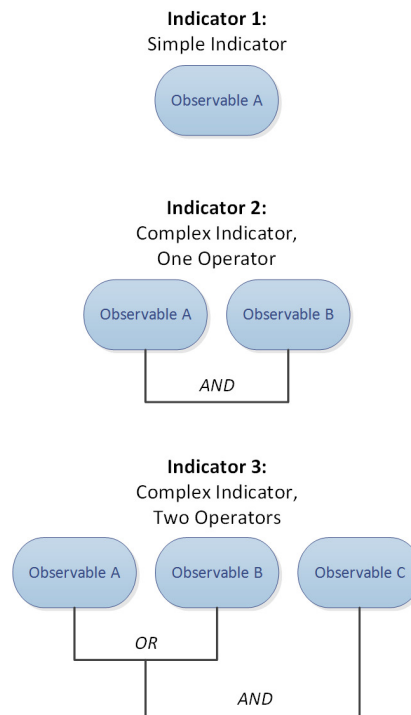 Indicator 1:
Simple Indicator
Observable A
Indicator 2:
Complex Indicator,
One Operator
Observable A
Observable B
AND
Indicator 3:
Complex Indicator,
Two Operators
Observable A
Observable B
Observable C
OR
AND